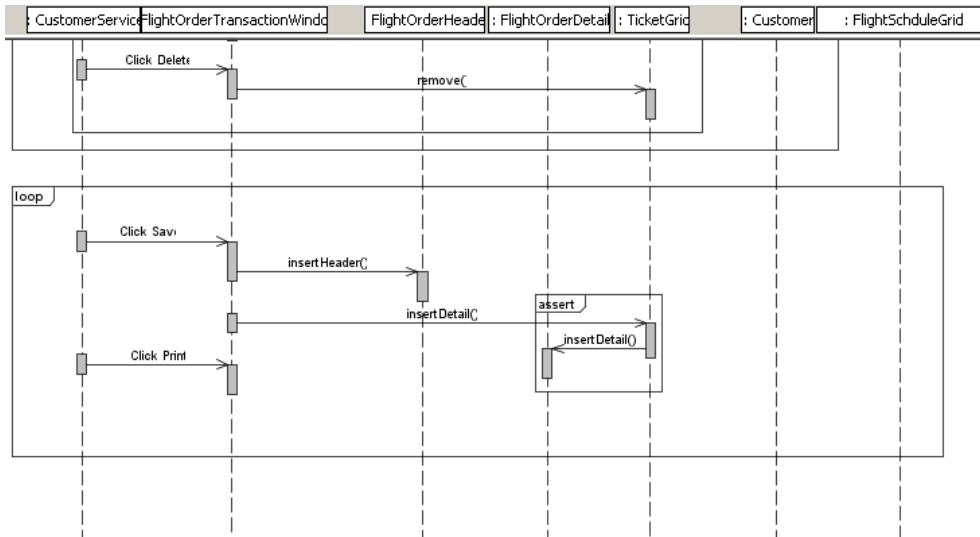 : CustomerService
FlightOrderTransactionWindo
FlightOrderHeade
: FlightOrderDetail
: TicketGrid
: Customer
: FlightSchduleGrid
Click Delete
remove(
loop
Click Save
insertHeader()
assert
insertDetail()
insertDetail()
Click Print